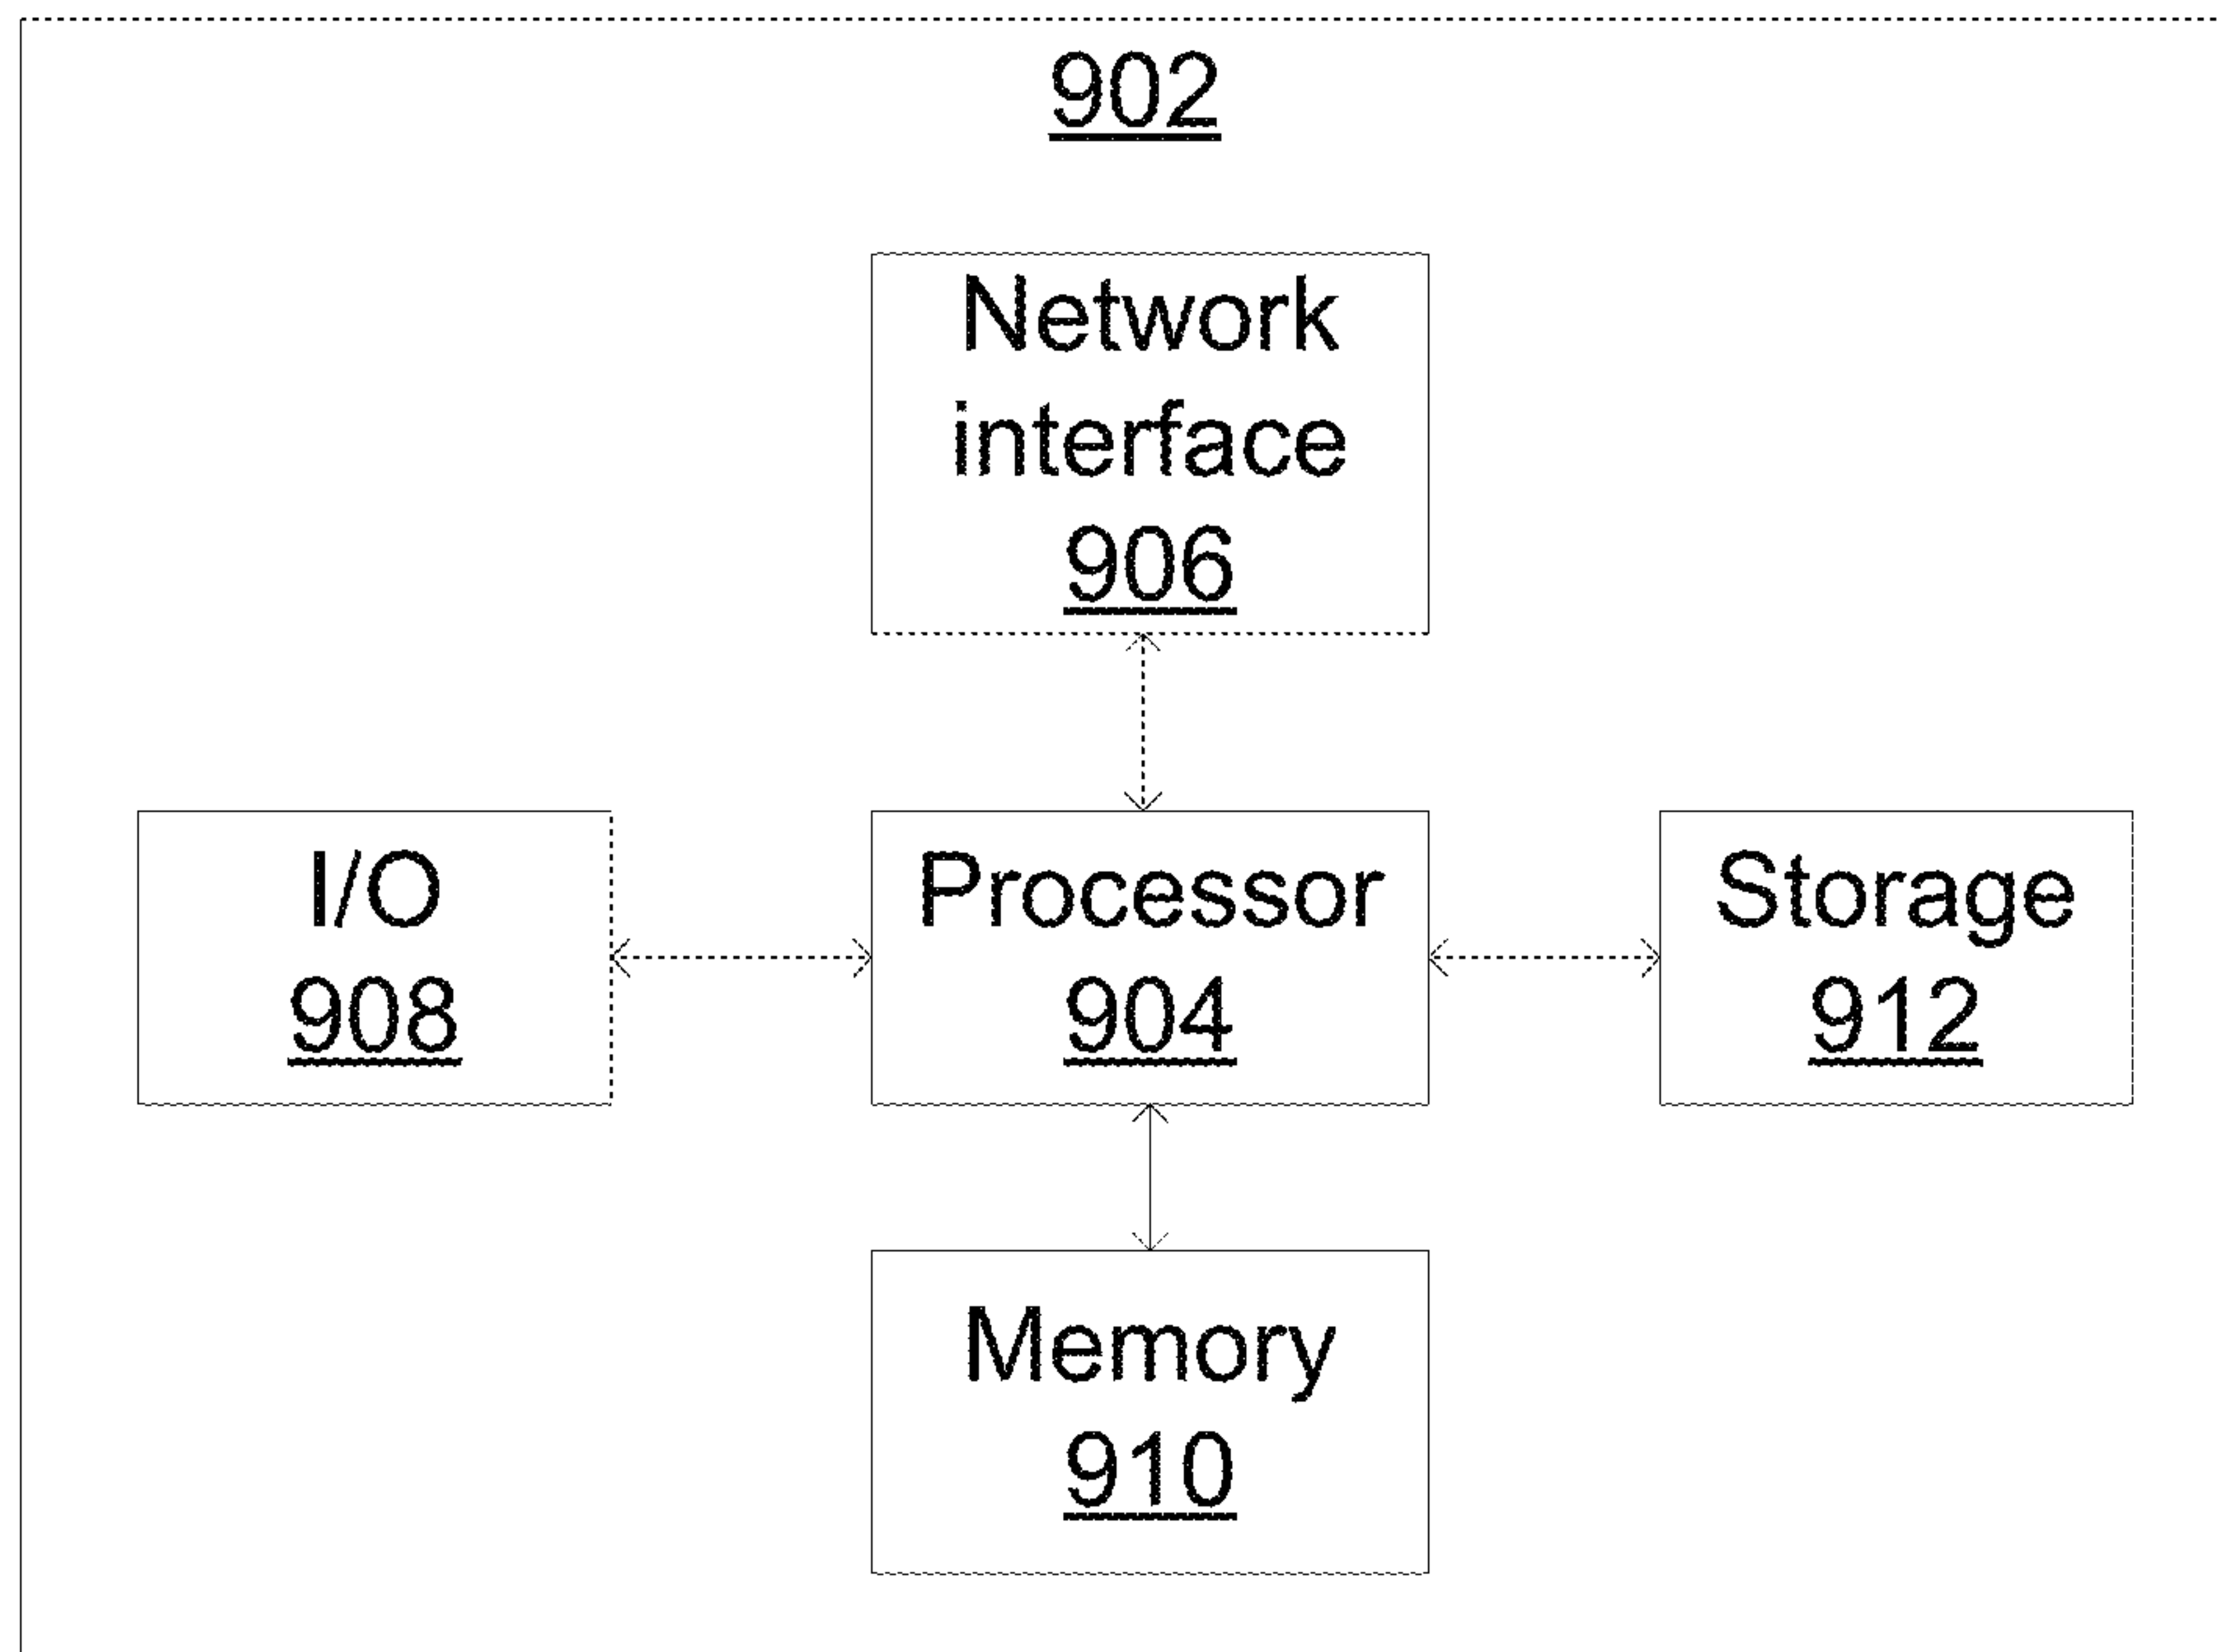 902
Network
interface
906
I/O
908
Processor
904
Storage
912
Memory
910